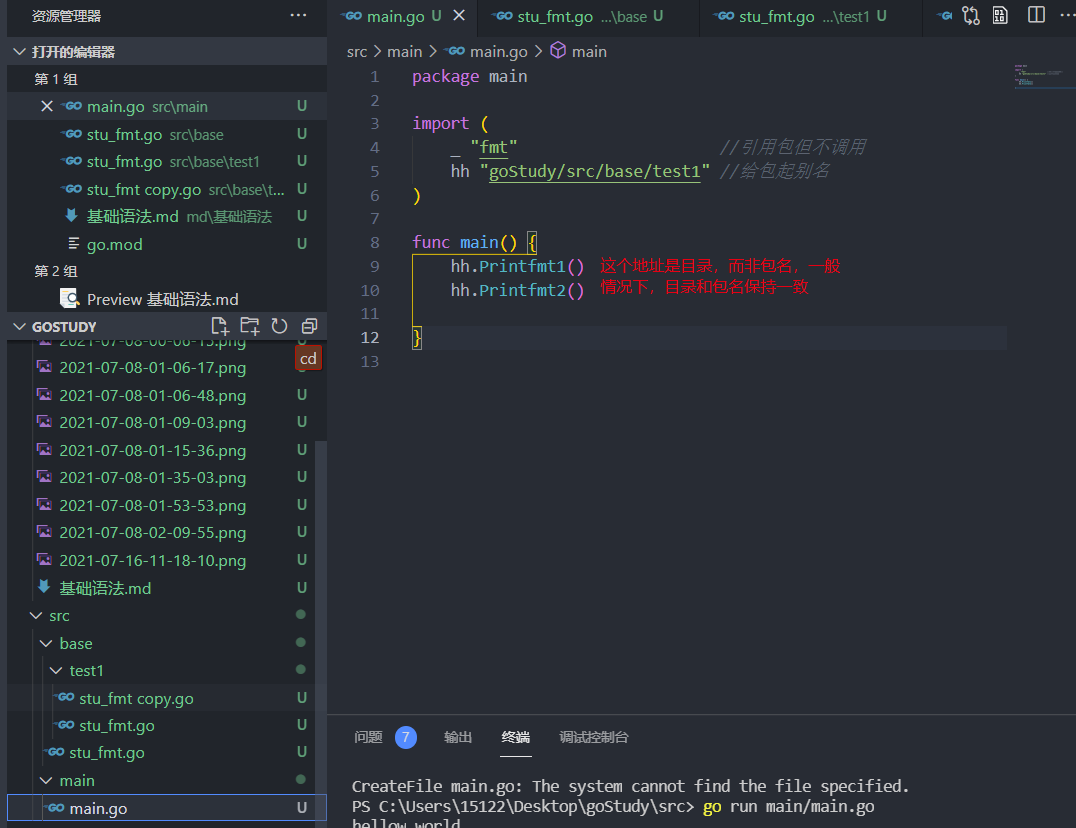 资源管理器 ···
打开的编辑器
第 1 组
main.go src\main U
stu_fmt.go src\base U
stu_fmt.go src\base\test1 U
stu_fmt copy.go src\base\t... U
基础语法.md md\基础语法 U
go.mod U
第 2 组
Preview 基础语法.md
GOSTUDY
2021-07-08-01-06-17.png
cd
2021-07-08-01-06-48.png U
2021-07-08-01-09-03.png U
2021-07-08-01-15-36.png U
2021-07-08-01-35-03.png U
2021-07-08-01-53-53.png U
2021-07-08-02-09-55.png U
2021-07-16-11-18-10.png U
基础语法.md U
src
base
test1
stu_fmt copy.go U
stu_fmt.go U
stu_fmt.go U
main
main.go U
main.go U
stu_fmt.go ...\base U
stu_fmt.go ...\test1 U
src > main > main.go > main
1 package main
2
3 import (
4 _ "fmt" //引用包但不调用
5 hh "goStudy/src/base/test1" //给包起别名
6 )
7
8 func main() {
9 hh.Printfmt1() 这个地址是目录，而非包名，一般
10 hh.Printfmt2() 情况下，目录和包名保持一致
11
12 }
13
问题 7 输出 终端 调试控制台
CreateFile main.go: The system cannot find the file specified.
PS C:\Users\15122\Desktop\goStudy\src> go run main/main.go
hellow world